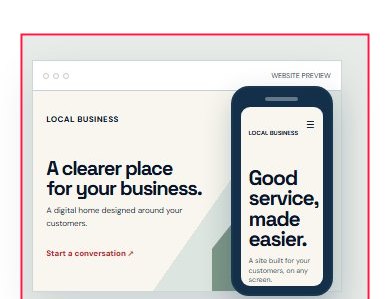 WEBSITE PREVIEW
LOCAL BUSINESS
A clearer place
for your business.
A digital home designed around your
customers.
Start a conversation ↗
LOCAL BUSINESS
Good
service,
made
easier.
A site built for your
customers, on any
screen.